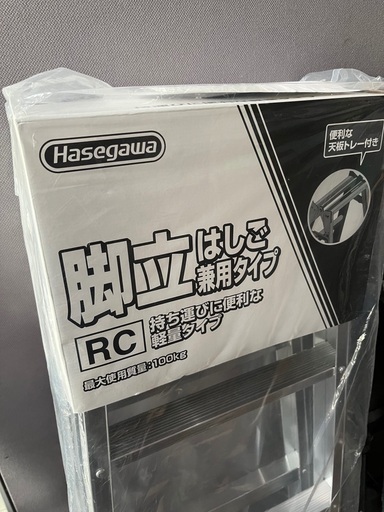 Hasegawa
便利な
天板トレー付き
脚立はしご
兼用タイプ
RC
持ち運びに便利な
軽量タイプ
最大使用質量:100kg